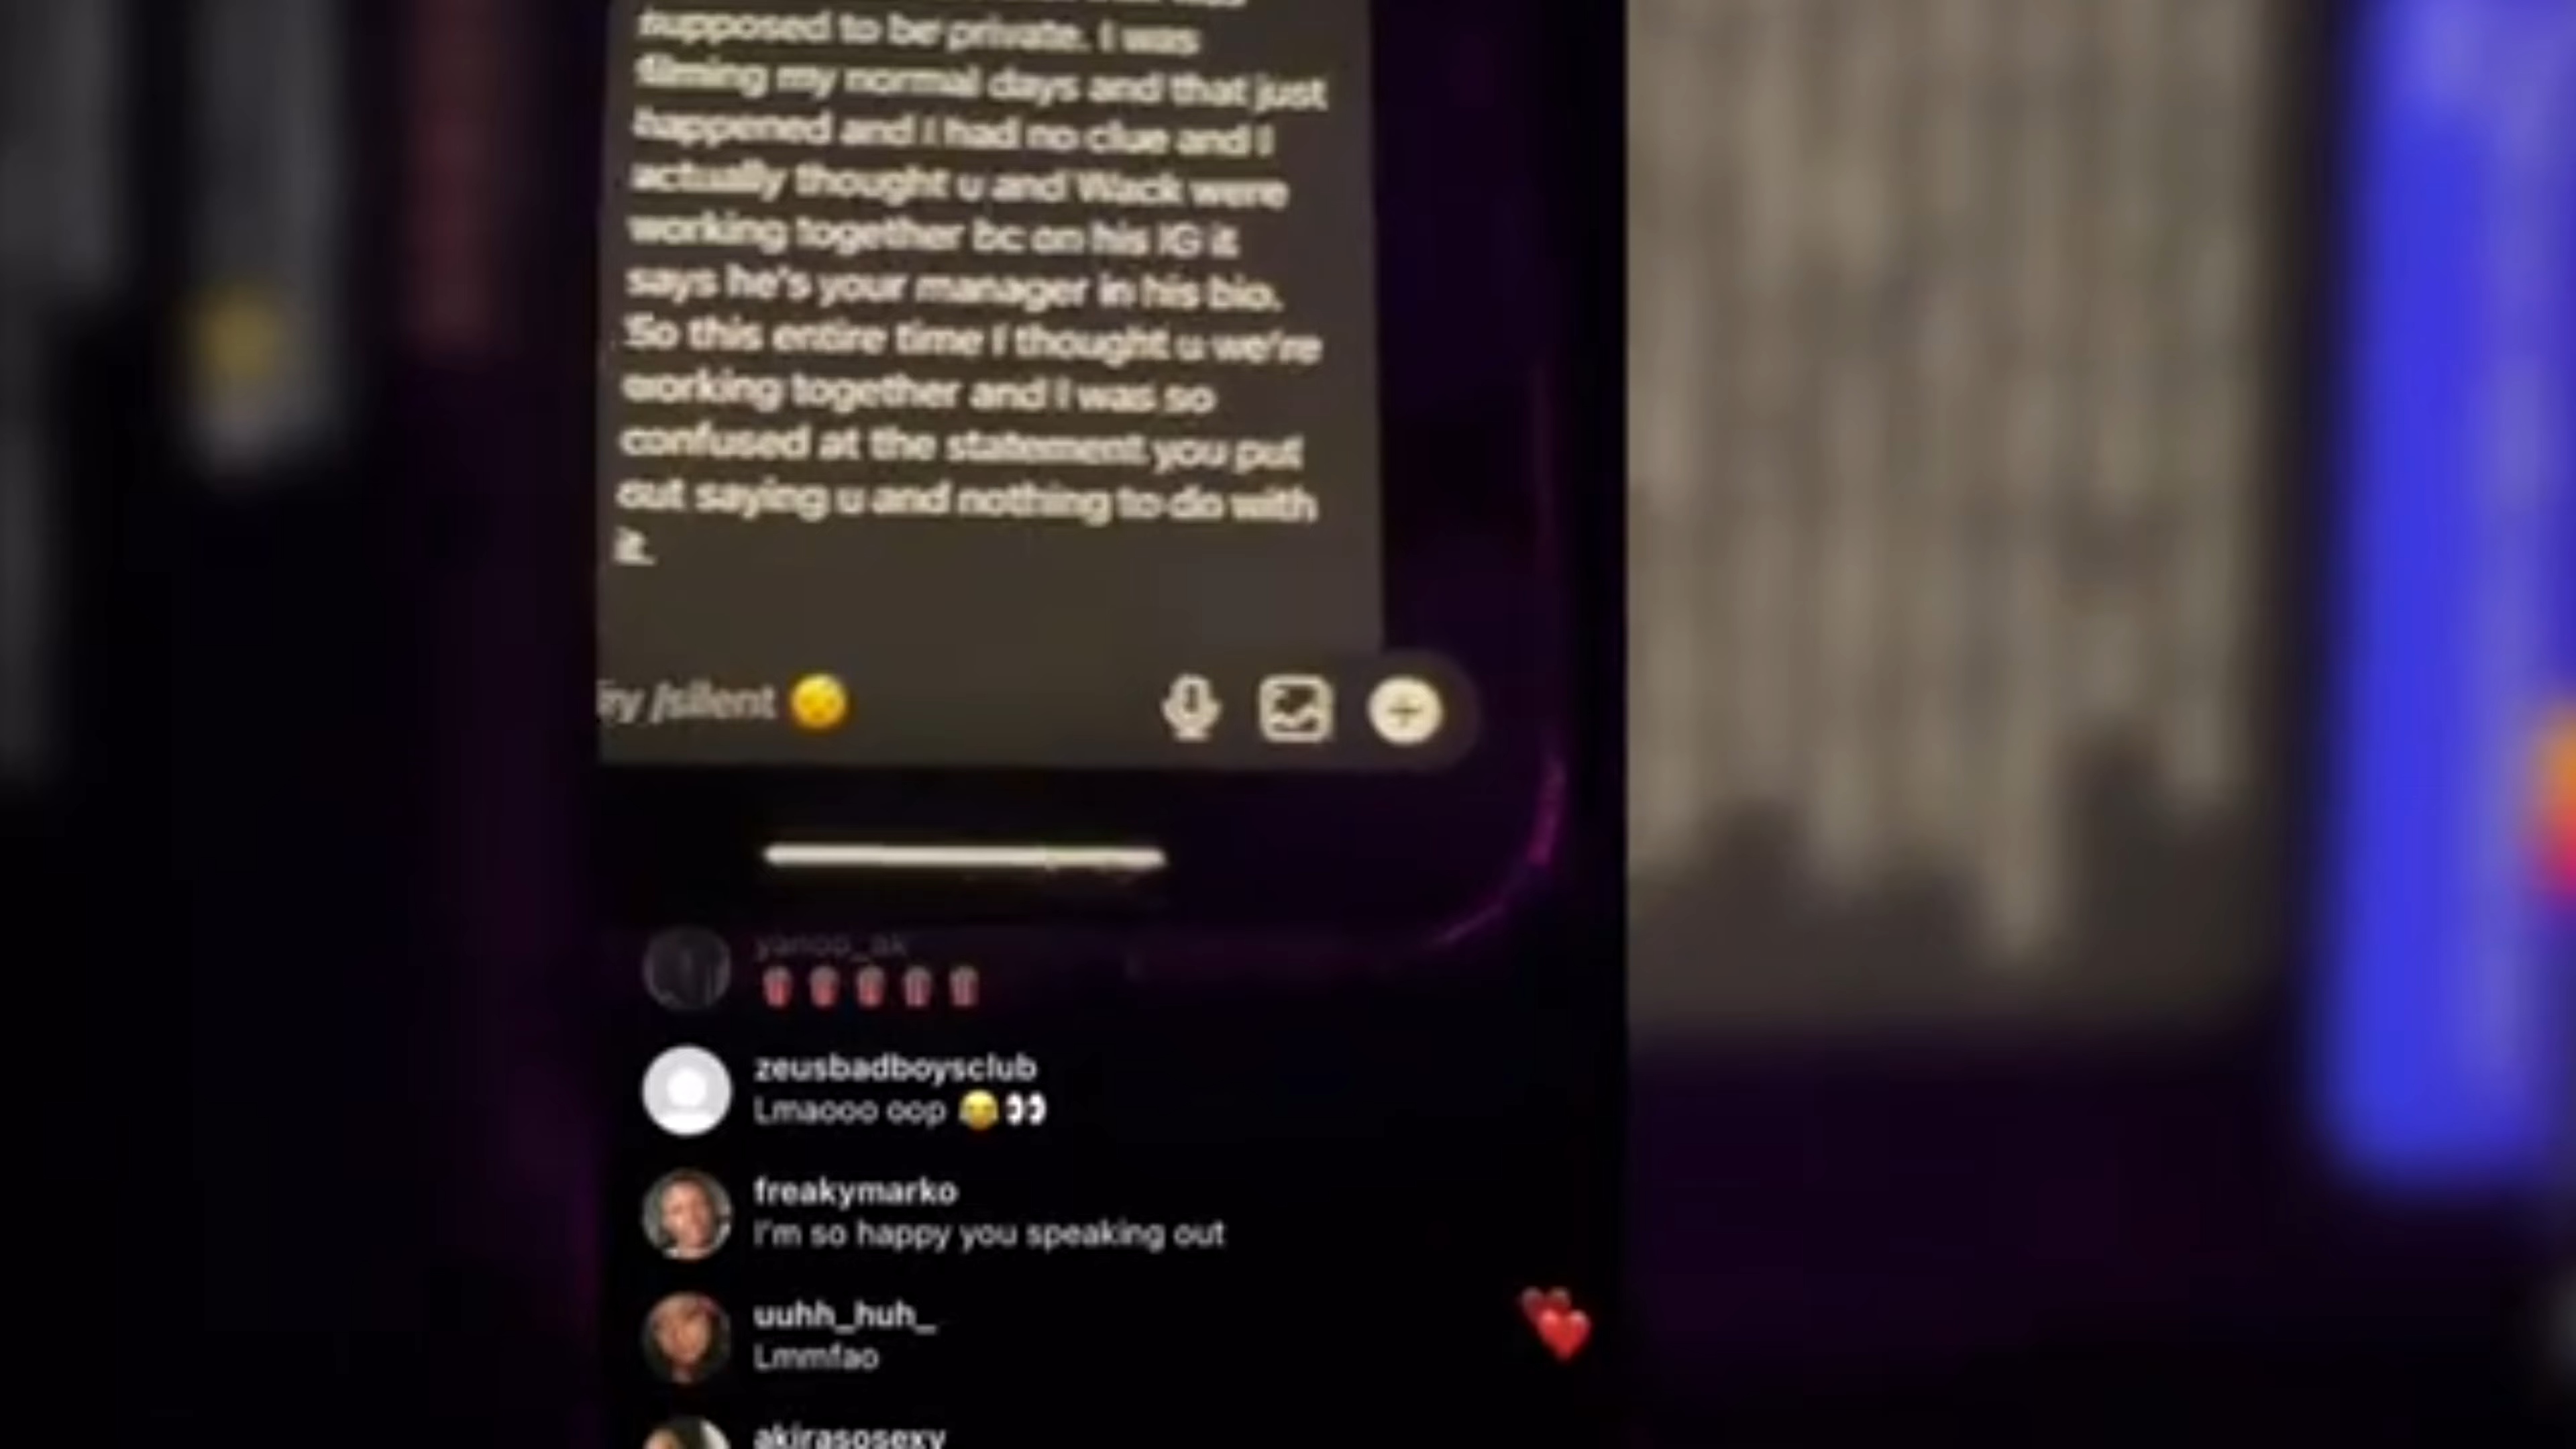 supposed to be private. I was
filming my normal days and that just
happened and I had no clue and I
actually thought u and Wack were
working together bc on his IG it
says he's your manager in his bio.
So this entire time I thought u we're
working together and I was so
confused at the statement you put
out saying u and nothing to do with
it.
/silent 😴
yanoo_ak
🍿🍿🍿🍿🍿
zeusbadboysclub
Lmaooo oop 😂👀
freakymarko
I'm so happy you speaking out
uuhh_huh_
Lmmfao
akirasosexy